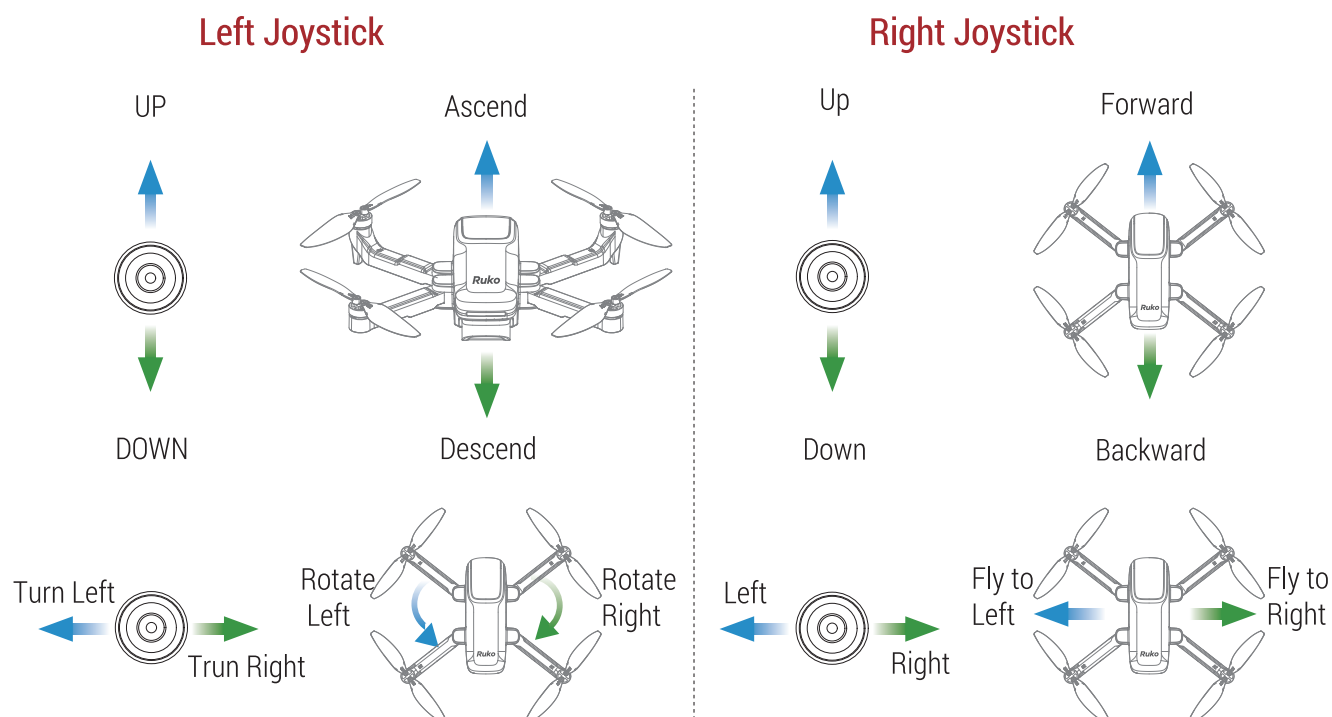 Left Joystick
Right Joystick
UP
Ascend
Ruko
DOWN
Descend
Up
Forward
Ruko
Down
Backward
Turn Left
Trun Right
Rotate
Left
Rotate
Right
Ruko
Left
Right
Fly to
Left
Fly to
Right
Ruko